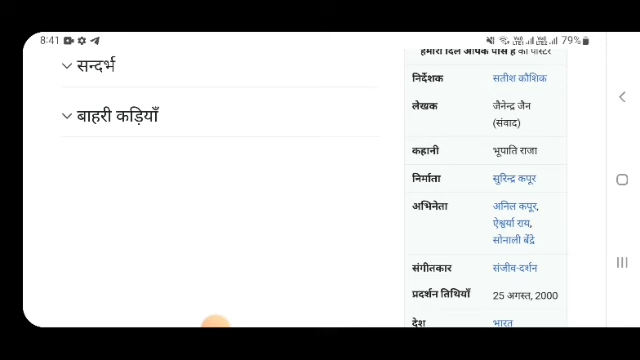 8:41 79%
सन्दर्भ
बाहरी कड़ियाँ
हमारा दिल आपके पास है का पोस्टर
निर्देशक सतीश कौशिक
लेखक जैनेन्द्र जैन
(संवाद)
कहानी भूपाति राजा
निर्माता सुरिन्द्र कपूर
अभिनेता अनिल कपूर,
ऐश्वर्या राय,
सोनाली बेंद्रे
संगीतकार संजीव-दर्शन
प्रदर्शन तिथियाँ 25 अगस्त, 2000
देश भारत